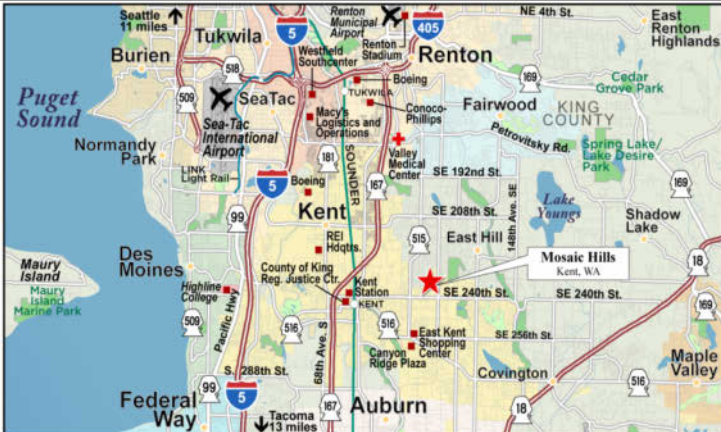 Seattle
11 miles
Tukwila
Burien
518
509
5
Renton
Municipal
Airport
Renton
Stadium
405
NE 4th St.
East
Renton
Highlands
Renton
Westfield
Southcenter
Boeing
TUKWILA
Conoco-
Phillips
169
Cedar
Grove Park
Puget
Sound
SeaTac
Sea-Tac
International
Airport
Macy's
Logistics and
Operations
Fairwood
KING
COUNTY
Petrovitsky Rd.
Normandy
Park
LINK
Light Rail
181
SOUNDER
Valley
Medical
Center
SE 192nd St.
Spring Lake/
Lake Desire
Park
169
5
Boeing
167
99
Kent
SE 208th St.
148th Ave. SE
Lake
Youngs
Shadow
Lake
REI
Hdqtrs.
515
East Hill
Mosaic Hills
Kent, WA
18
Maury
Island
Maury
Island
Marine Park
Des
Moines
Highline
College
Pacific Hwy
County of King
Reg. Justice Ctr.
Kent
Station
KENT
SE 240th St.
SE 240th St.
169
509
516
68th Ave. S
516
East Kent
Shopping
Center
SE 256th St.
Canyon
Ridge Plaza
S. 288th St.
99
5
Covington
516
Maple
Valley
Federal
Way
Tacoma
13 miles
167
Auburn
18